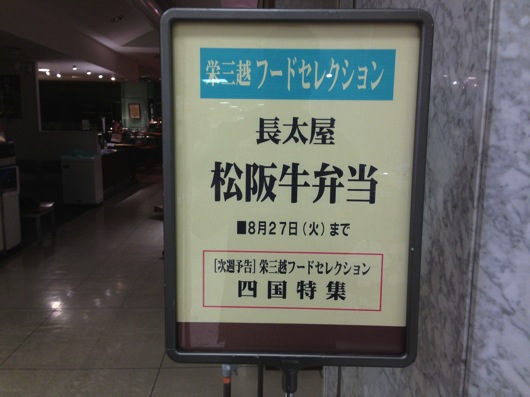 栄三越フードセレクション
長太屋
松阪牛弁当
■8月27日(火)まで
[次週予告]栄三越フードセレクション
四国特集